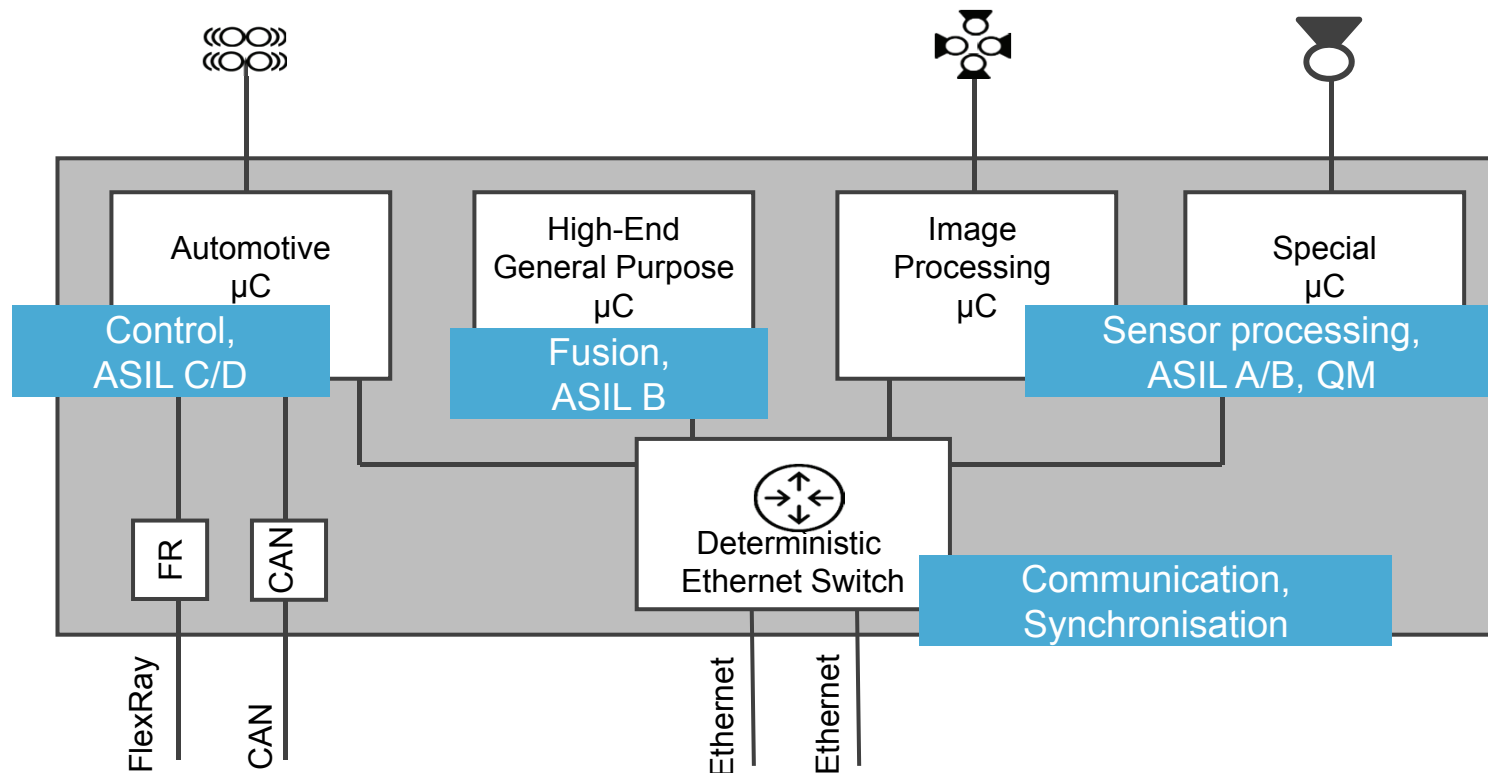 Automotive
µC
Control,
ASIL C/D
High-End
General Purpose
µC
Fusion,
ASIL B
Image
Processing
µC
Special
µC
Sensor processing,
ASIL A/B, QM
FR
CAN
Deterministic
Ethernet Switch
Communication,
Synchronisation
FlexRay
CAN
Ethernet
Ethernet